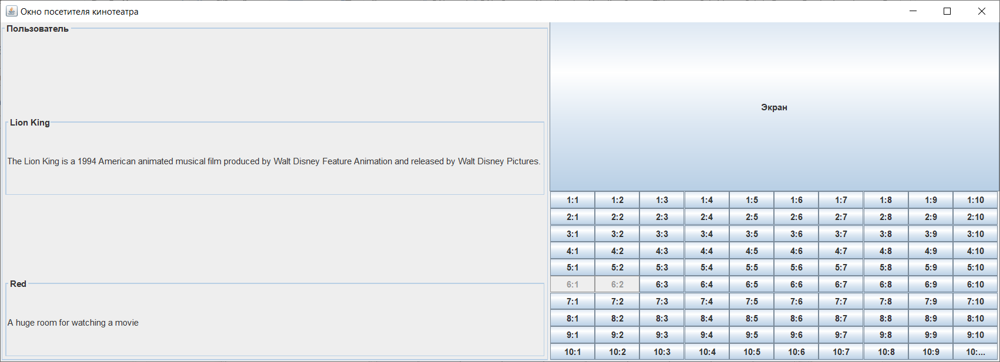 Окно посетителя кинотеатра
Пользователь
Lion King
The Lion King is a 1994 American animated musical film produced by Walt Disney Feature Animation and released by Walt Disney Pictures.
Red
A huge room for watching a movie
Экран
1:1 1:2 1:3 1:4 1:5 1:6 1:7 1:8 1:9 1:10
2:1 2:2 2:3 2:4 2:5 2:6 2:7 2:8 2:9 2:10
3:1 3:2 3:3 3:4 3:5 3:6 3:7 3:8 3:9 3:10
4:1 4:2 4:3 4:4 4:5 4:6 4:7 4:8 4:9 4:10
5:1 5:2 5:3 5:4 5:5 5:6 5:7 5:8 5:9 5:10
6:1 6:2 6:3 6:4 6:5 6:6 6:7 6:8 6:9 6:10
7:1 7:2 7:3 7:4 7:5 7:6 7:7 7:8 7:9 7:10
8:1 8:2 8:3 8:4 8:5 8:6 8:7 8:8 8:9 8:10
9:1 9:2 9:3 9:4 9:5 9:6 9:7 9:8 9:9 9:10
10:1 10:2 10:3 10:4 10:5 10:6 10:7 10:8 10:9 10:...